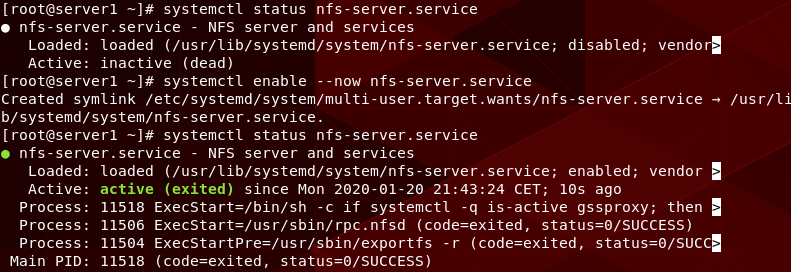 [root@server1 ~]# systemctl status nfs-server.service
● nfs-server.service - NFS server and services
   Loaded: loaded (/usr/lib/systemd/system/nfs-server.service; disabled; vendor>
   Active: inactive (dead)
[root@server1 ~]# systemctl enable --now nfs-server.service
Created symlink /etc/systemd/system/multi-user.target.wants/nfs-server.service → /usr/li
b/systemd/system/nfs-server.service.
[root@server1 ~]# systemctl status nfs-server.service
● nfs-server.service - NFS server and services
   Loaded: loaded (/usr/lib/systemd/system/nfs-server.service; enabled; vendor >
   Active: active (exited) since Mon 2020-01-20 21:43:24 CET; 10s ago
  Process: 11518 ExecStart=/bin/sh -c if systemctl -q is-active gssproxy; then >
  Process: 11506 ExecStart=/usr/sbin/rpc.nfsd (code=exited, status=0/SUCCESS)
  Process: 11504 ExecStartPre=/usr/sbin/exportfs -r (code=exited, status=0/SUCC>
 Main PID: 11518 (code=exited, status=0/SUCCESS)